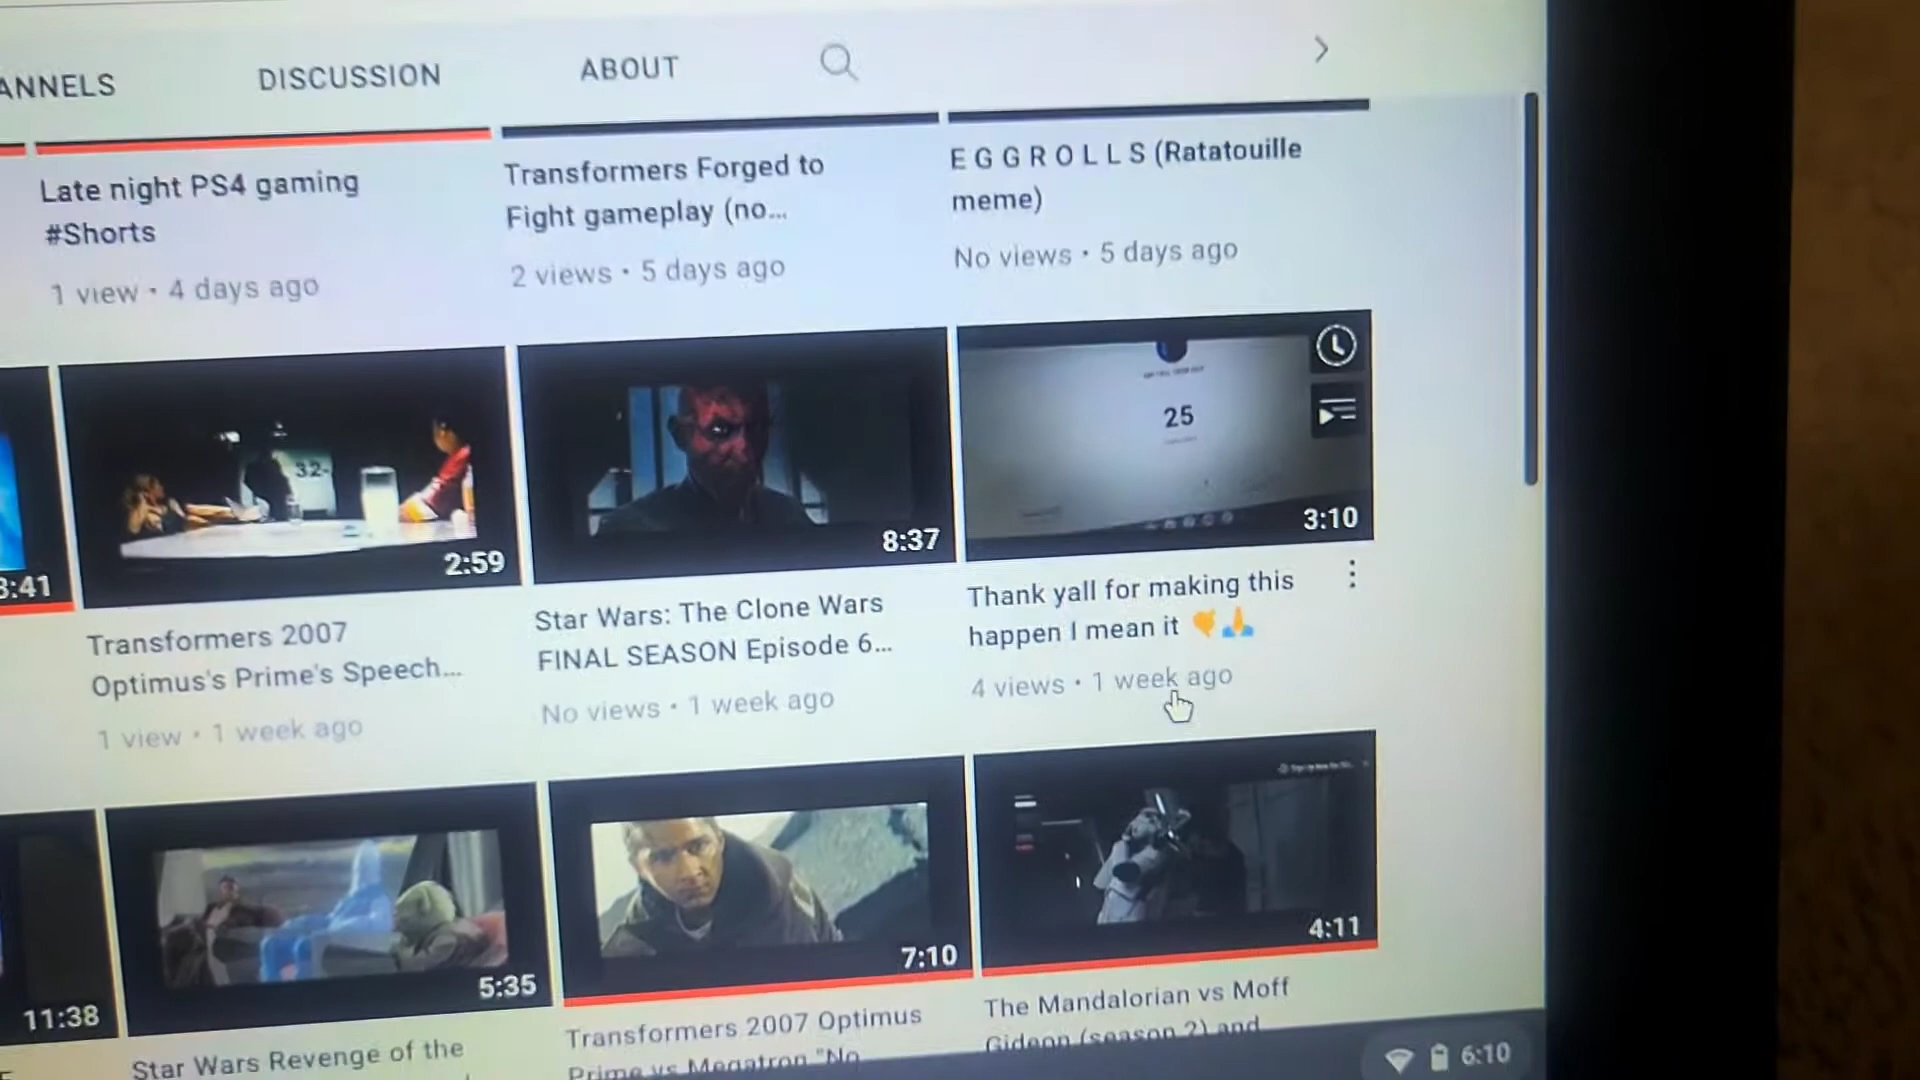 ANNELS
DISCUSSION
ABOUT
Late night PS4 gaming
#Shorts
1 view • 4 days ago
Transformers Forged to
Fight gameplay (no...
2 views • 5 days ago
E G G R O L L S (Ratatouille
meme)
No views • 5 days ago
3:41
32-
2:59
8:37
25
3:10
Transformers 2007
Optimus's Prime's Speech...
1 view • 1 week ago
Star Wars: The Clone Wars
FINAL SEASON Episode 6...
No views • 1 week ago
Thank yall for making this
happen I mean it 🧡🙏
4 views • 1 week ago
11:38
5:35
7:10
4:11
Star Wars Revenge of the
Transformers 2007 Optimus
Prime vs Megatron "No
The Mandalorian vs Moff
Gideon (season 2) and
6:10